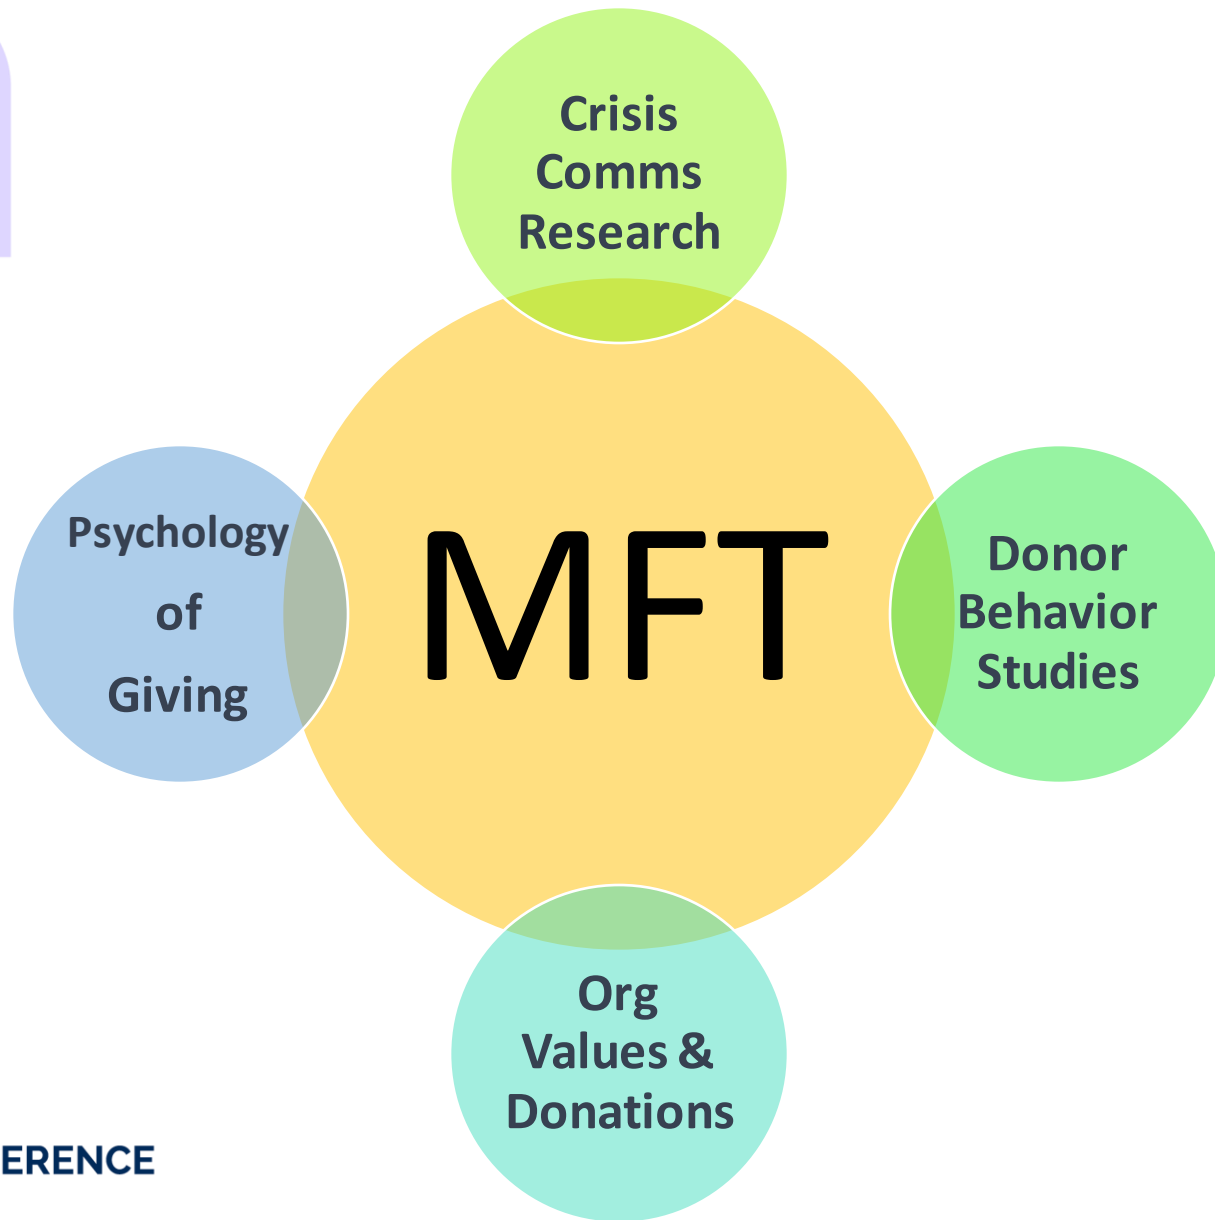 Crisis
Comms
Research
Psychology
of
Giving
MFT
Donor
Behavior
Studies
Org
Values &
Donations
ERENCE